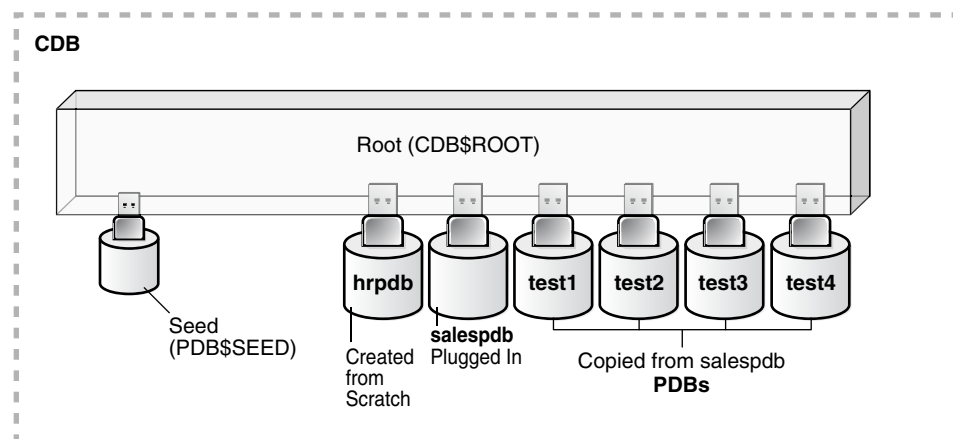 CDB
Root (CDB$ROOT)
hrpdb
test1
test2
test3
test4
Seed
(PDB$SEED)
salespdb
Plugged In
Created
from
Scratch
Copied from salespdb
PDBs